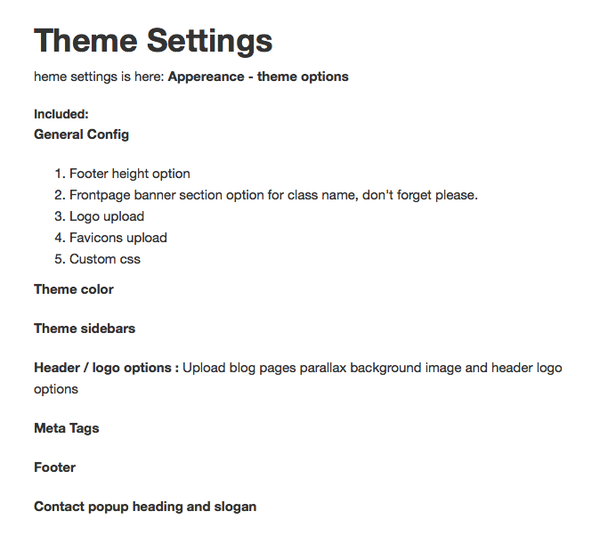 Theme Settings
heme settings is here: Appereance - theme options
Included:
General Config
1. Footer height option
2. Frontpage banner section option for class name, don't forget please.
3. Logo upload
4. Favicons upload
5. Custom css
Theme color
Theme sidebars
Header / logo options : Upload blog pages parallax background image and header logo
options
Meta Tags
Footer
Contact popup heading and slogan